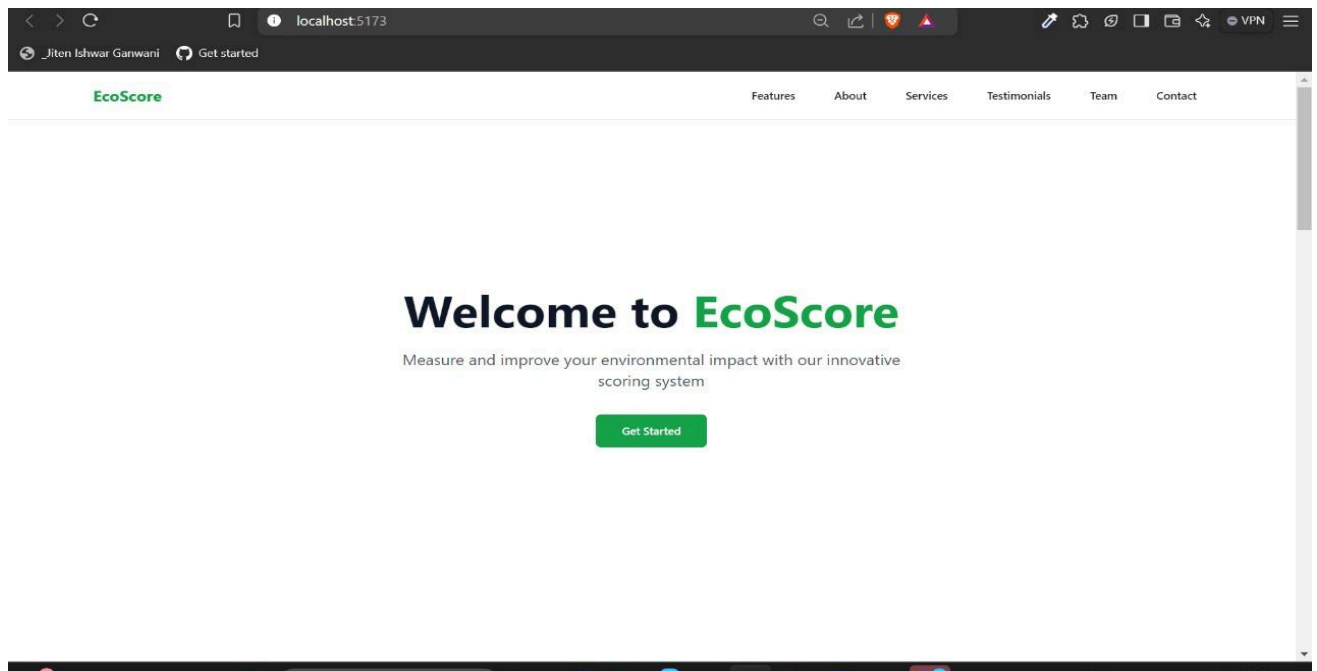 localhost:5173
VPN
_Jiten Ishwar Ganwani Get started
EcoScore Features About Services Testimonials Team Contact
Welcome to EcoScore
Measure and improve your environmental impact with our innovative
scoring system
Get Started